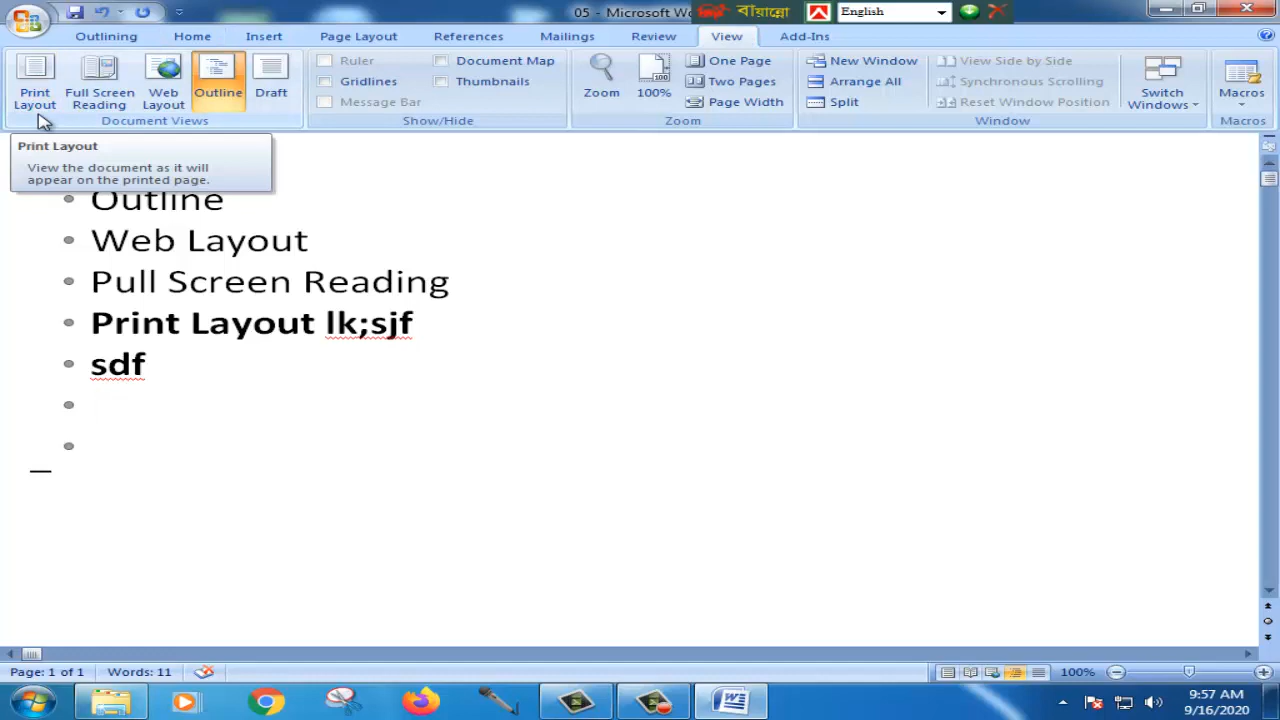 05 - Microsoft Wo
বায়ান্নো
English
Outlining Home Insert Page Layout References Mailings Review View Add-Ins
Print Layout
Full Screen Reading
Web Layout
Outline
Draft
Document Views
Ruler
Gridlines
Message Bar
Document Map
Thumbnails
Show/Hide
Zoom
100%
One Page
Two Pages
Page Width
Zoom
New Window
Arrange All
Split
View Side by Side
Synchronous Scrolling
Reset Window Position
Window
Switch Windows
Macros
Macros
Print Layout
View the document as it will
appear on the printed page.
Outline
Web Layout
Pull Screen Reading
Print Layout lk;sjf
sdf
Page: 1 of 1 Words: 11 100%
9:57 AM
9/16/2020